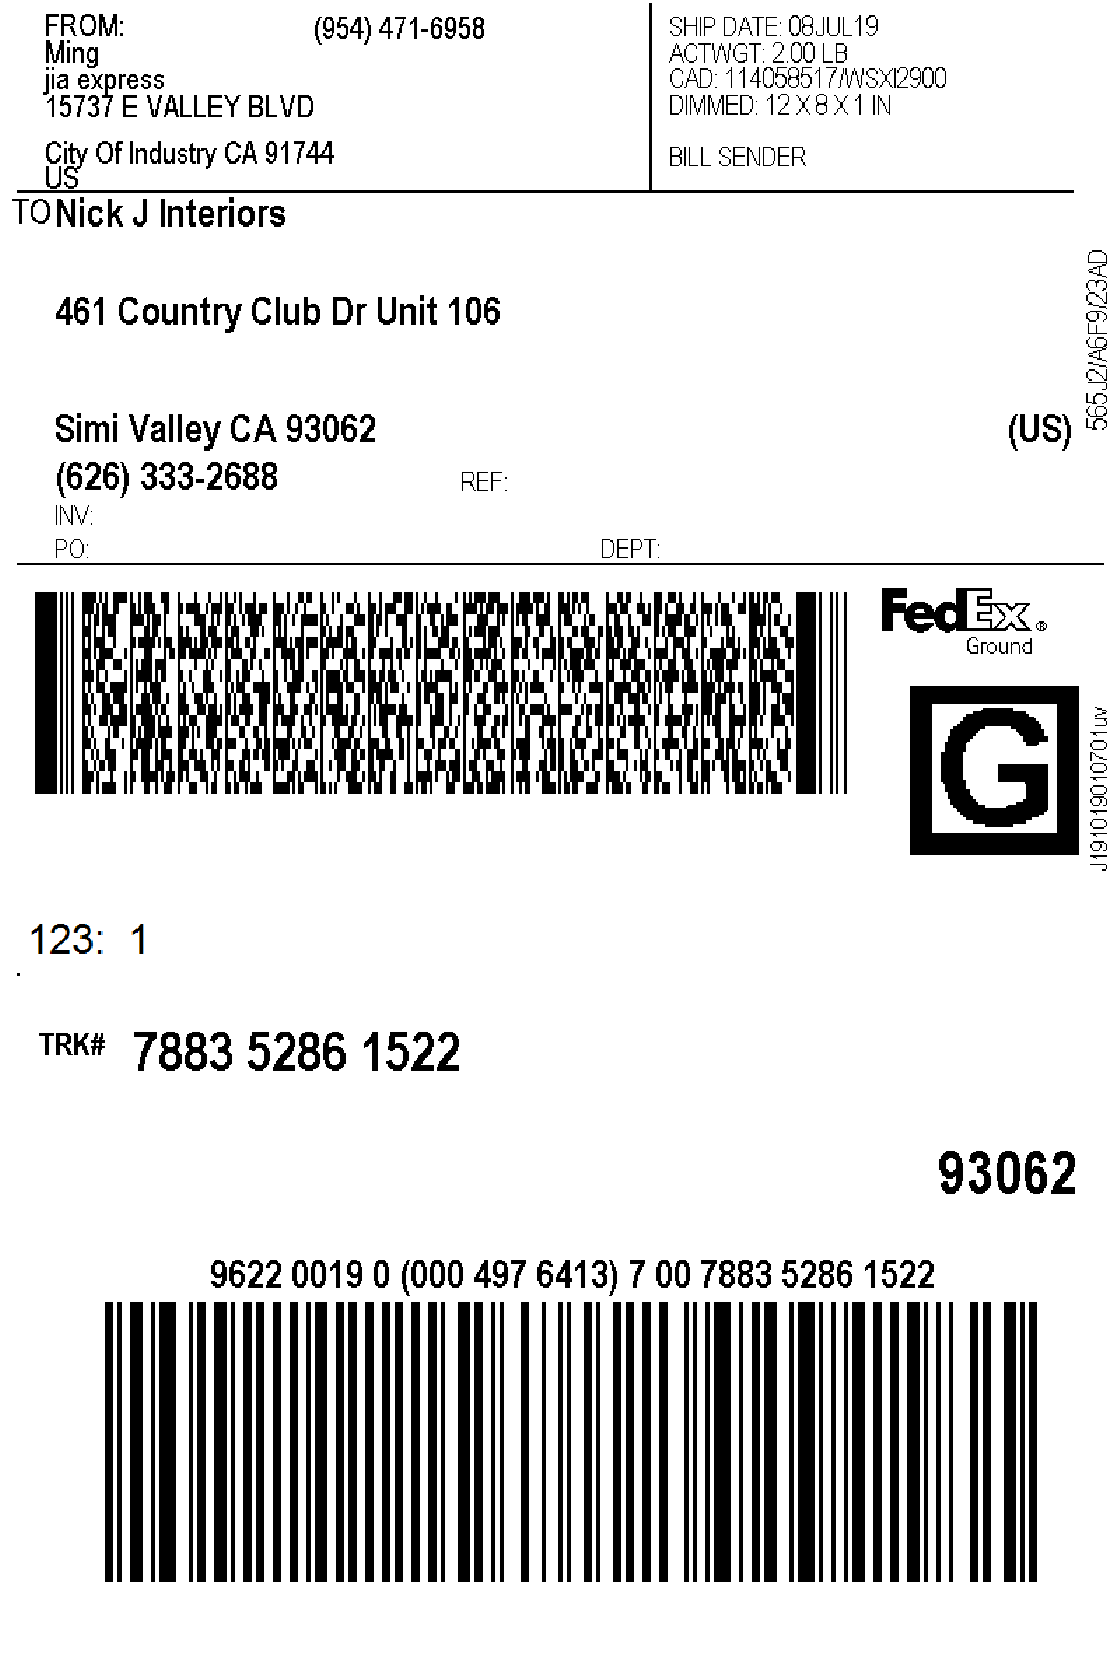 FROM: (954) 471-6958
Ming
jia express
15737 E VALLEY BLVD
City Of Industry CA 91744
US
SHIP DATE: 08JUL19
ACTWGT: 2.00 LB
CAD: 114058517/WSXI2900
DIMMED: 12 X 8 X 1 IN
BILL SENDER
TO Nick J Interiors
461 Country Club Dr Unit 106
Simi Valley CA 93062 (US)
(626) 333-2688 REF:
INV:
PO: DEPT:
565J2/A6F9/23AD
FedEx®
Ground
G
J191019010701uv
123: 1
.
TRK# 7883 5286 1522
93062
9622 0019 0 (000 497 6413) 7 00 7883 5286 1522